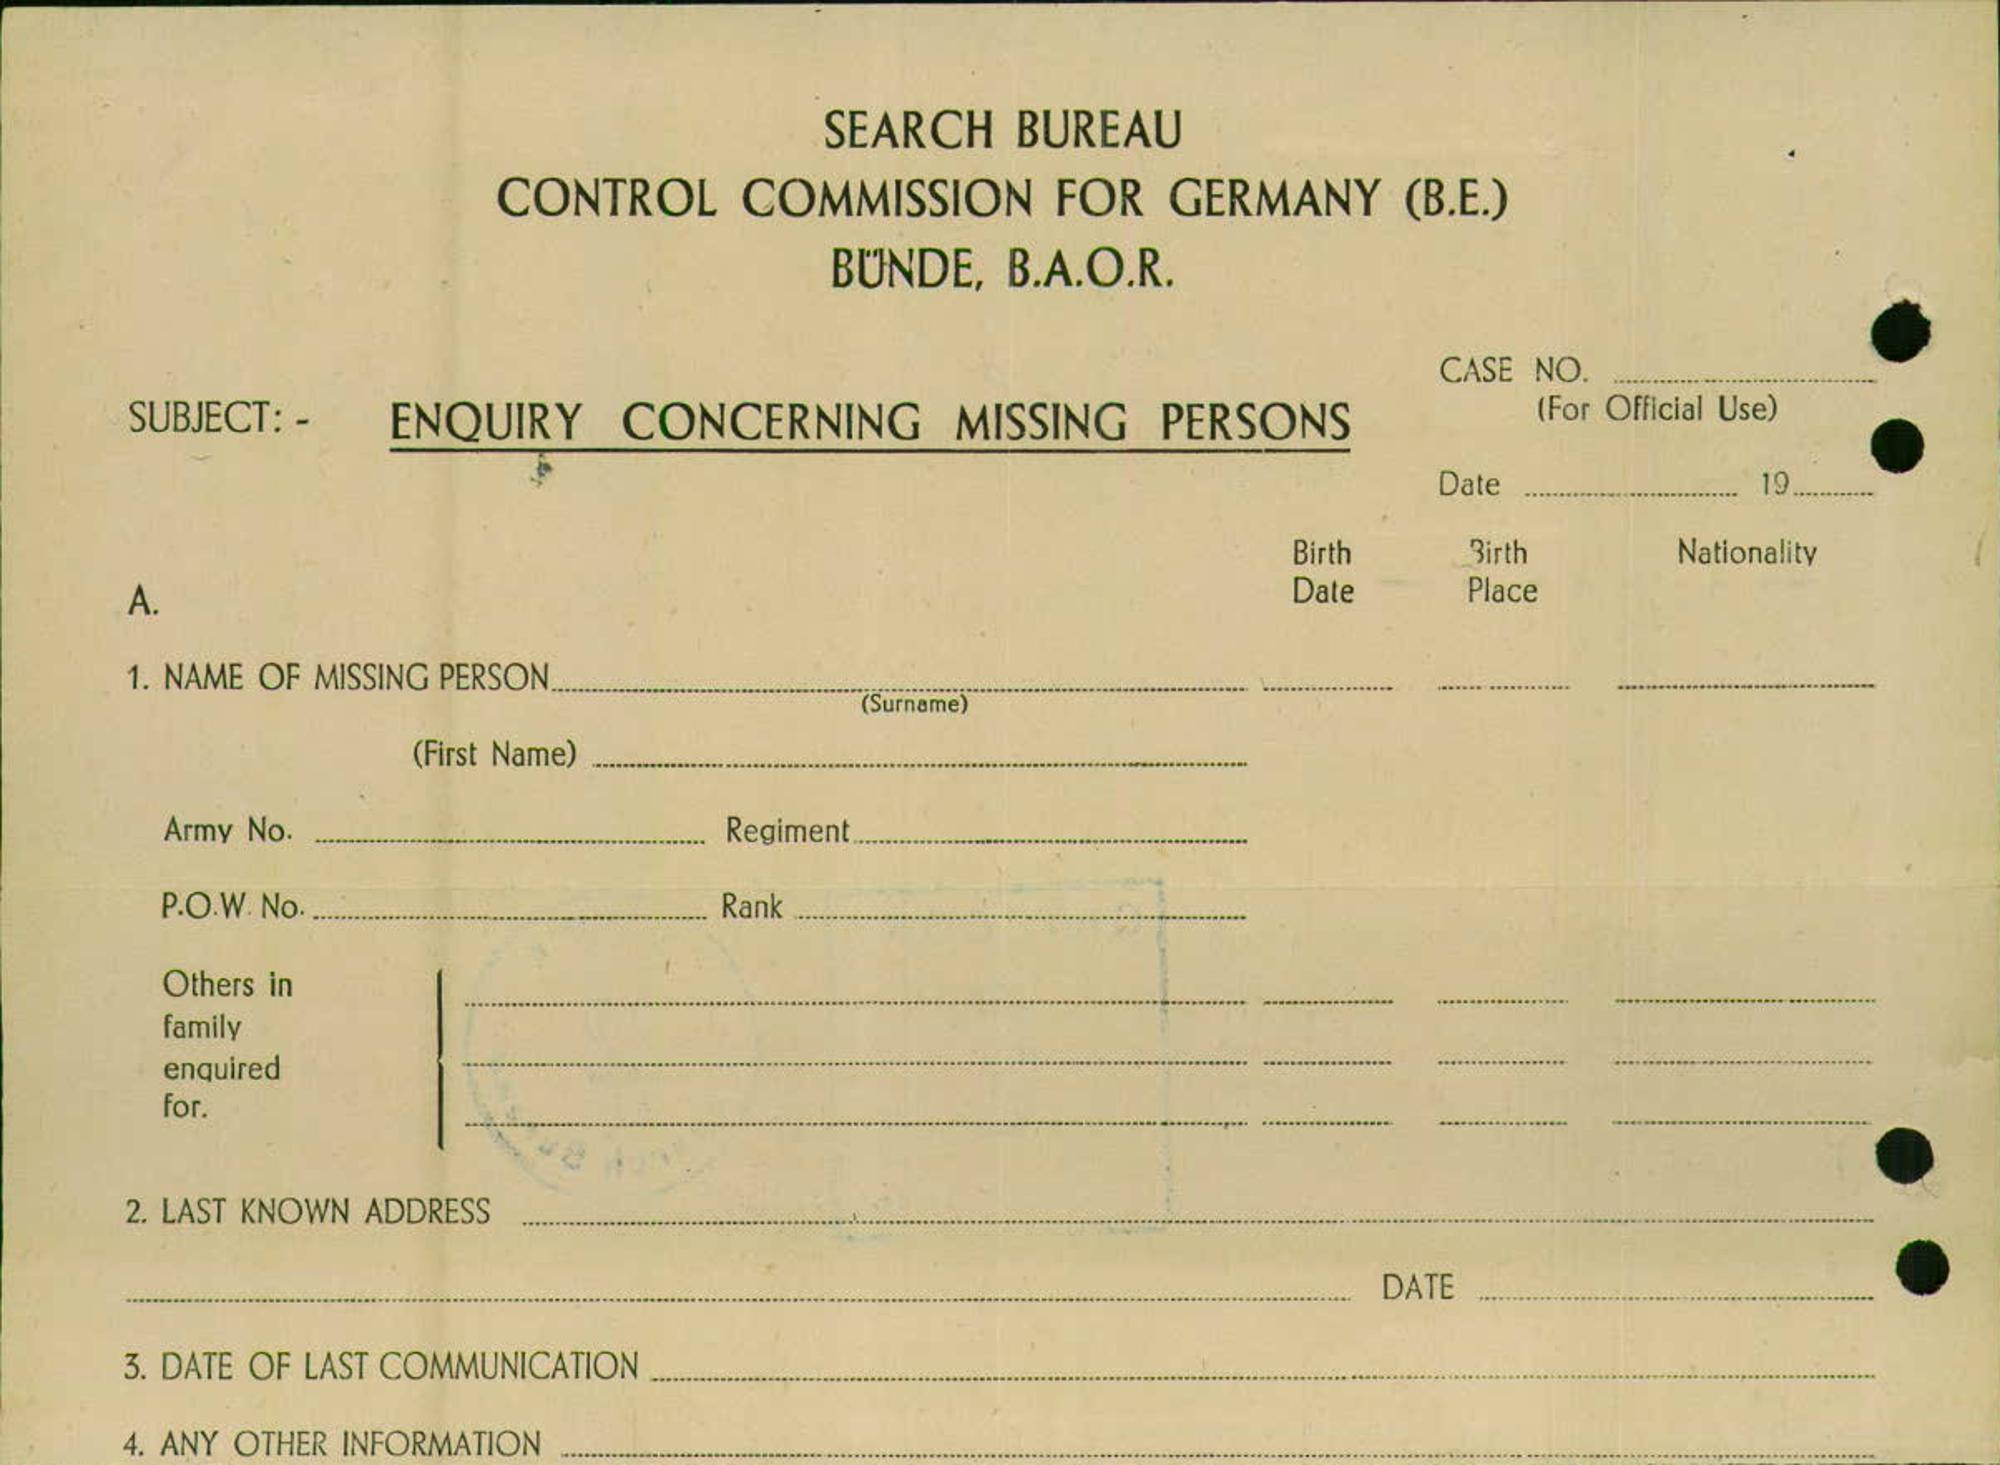 SEARCH BUREAU
CONTROL COMMISSION FOR GERMANY (B.E.)
BÜNDE, B.A.O.R.
CASE NO.
(For Official Use)
SUBJECT: - ENQUIRY CONCERNING MISSING PERSONS
Date 19
Birth Date Birth Place Nationality
A.
1. NAME OF MISSING PERSON
(Surname)
(First Name)
Army No. Regiment
P.O.W. No. Rank
Others in
family
enquired
for.
2. LAST KNOWN ADDRESS
DATE
3. DATE OF LAST COMMUNICATION
4. ANY OTHER INFORMATION